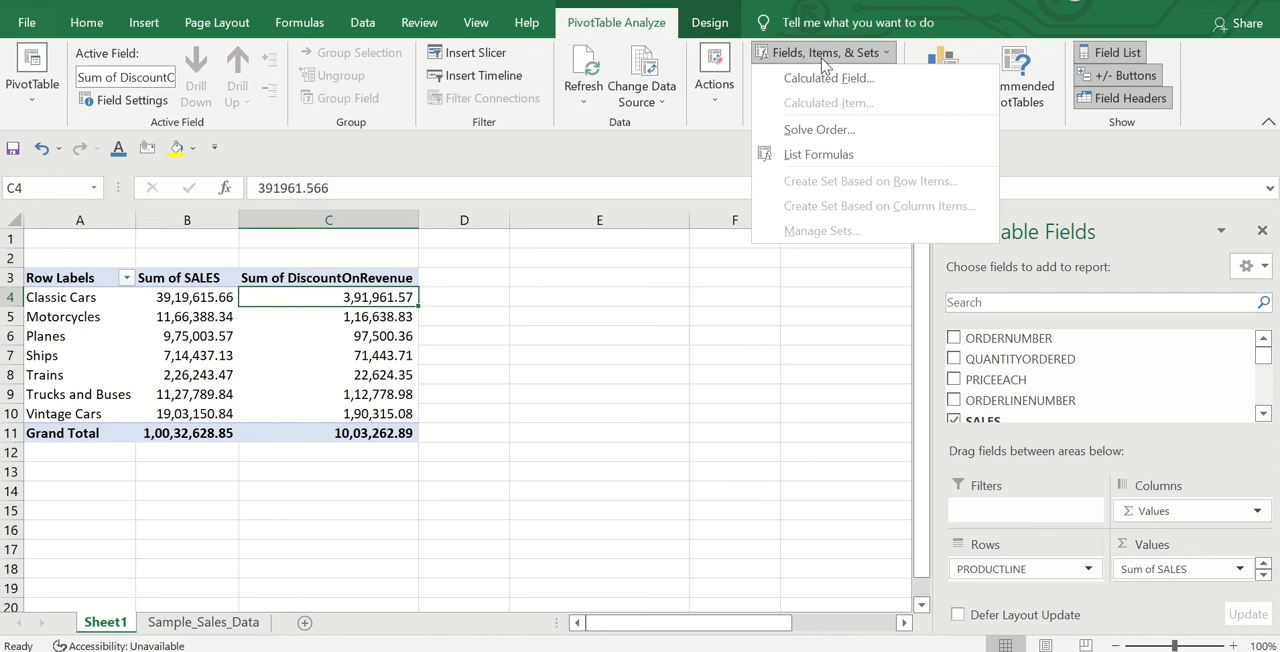 File Home Insert Page Layout Formulas Data Review View Help PivotTable Analyze Design Tell me what you want to do Share
PivotTable
Active Field:
Sum of DiscountC
Field Settings
Drill Down
Drill Up
Active Field
Group Selection
Ungroup
Group Field
Group
Insert Slicer
Insert Timeline
Filter Connections
Filter
Refresh
Change Data Source
Data
Actions
Fields, Items, & Sets
Calculated Field...
Calculated Item...
Solve Order...
List Formulas
Create Set Based on Row Items...
Create Set Based on Column Items...
Manage Sets...
mmended
otTables
Field List
+/- Buttons
Field Headers
Show
C4 fx 391961.566
A B C D E F
1
2
3 Row Labels Sum of SALES Sum of DiscountOnRevenue
4 Classic Cars 39,19,615.66 3,91,961.57
5 Motorcycles 11,66,388.34 1,16,638.83
6 Planes 9,75,003.57 97,500.36
7 Ships 7,14,437.13 71,443.71
8 Trains 2,26,243.47 22,624.35
9 Trucks and Buses 11,27,789.84 1,12,778.98
10 Vintage Cars 19,03,150.84 1,90,315.08
11 Grand Total 1,00,32,628.85 10,03,262.89
12
13
14
15
16
17
18
19
20
able Fields
Choose fields to add to report:
Search
ORDERNUMBER
QUANTITYORDERED
PRICEEACH
ORDERLINENUMBER
SALES
Drag fields between areas below:
Filters
Columns
Σ Values
Rows
PRODUCTLINE
Σ Values
Sum of SALES
Defer Layout Update
Update
Sheet1 Sample_Sales_Data
Ready Accessibility: Unavailable 100%